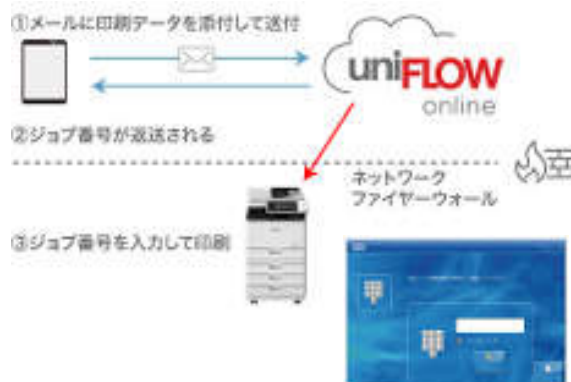 ①メールに印刷データを添付して送付
uniFLOW
online
②ジョブ番号が返送される
ネットワーク
ファイヤーウォール
③ジョブ番号を入力して印刷